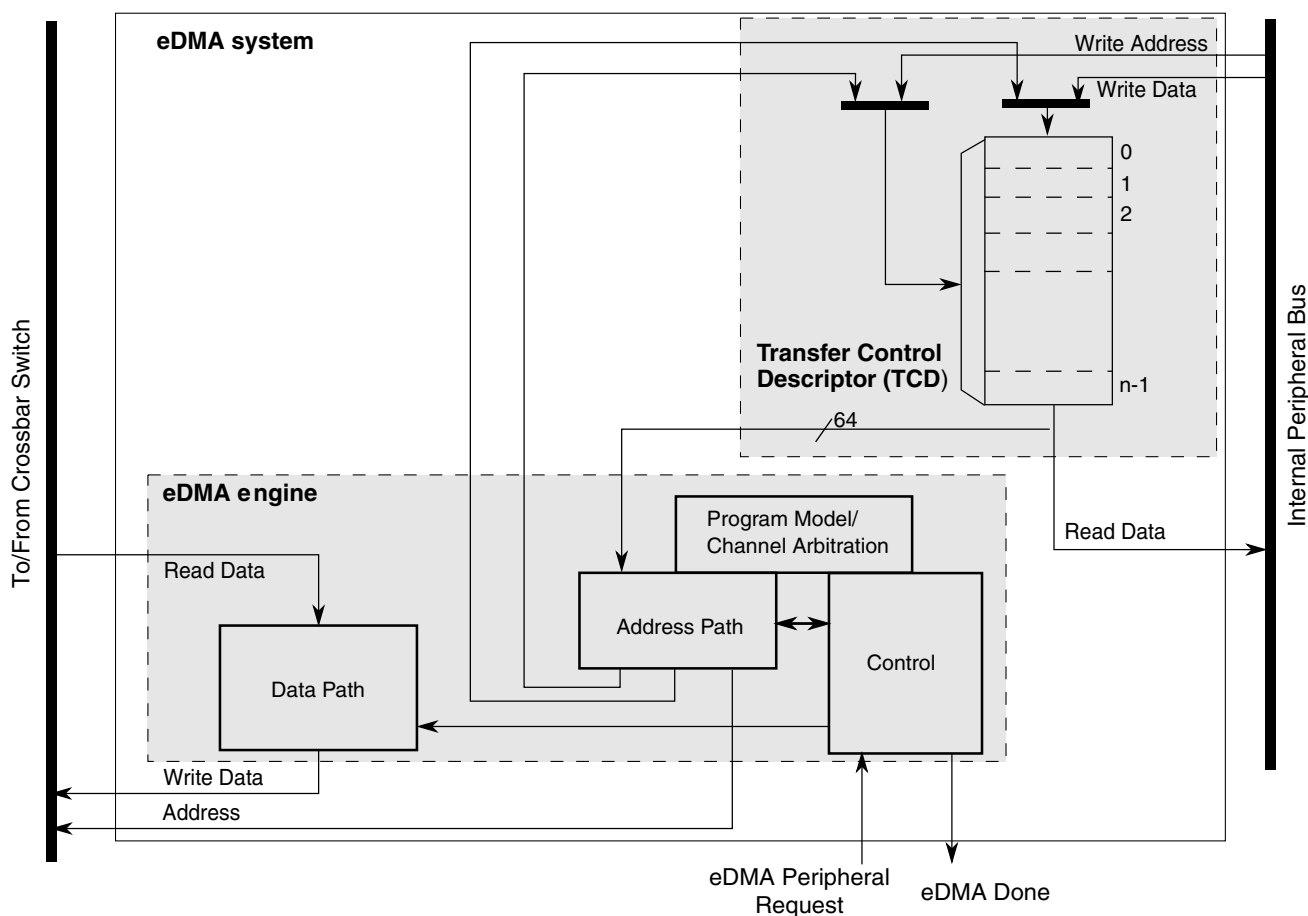 eDMA system
Write Address
Write Data
0
1
2
n-1
Transfer Control
Descriptor (TCD)
64
To/From Crossbar Switch
Internal Peripheral Bus
eDMA engine
Program Model/
Channel Arbitration
Read Data
Read Data
Address Path
Control
Data Path
Write Data
Address
eDMA Peripheral
Request
eDMA Done